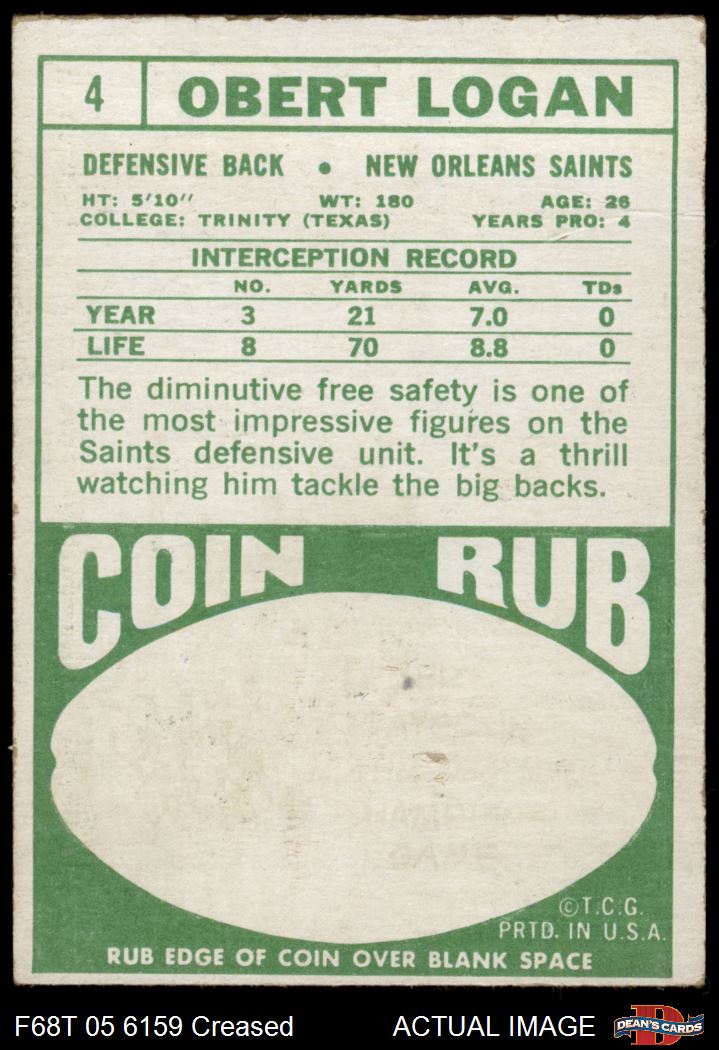 4 OBERT LOGAN
DEFENSIVE BACK • NEW ORLEANS SAINTS
HT: 5'10" WT: 180 AGE: 26
COLLEGE: TRINITY (TEXAS) YEARS PRO: 4
INTERCEPTION RECORD
NO. YARDS AVG. TDs
YEAR 3 21 7.0 0
LIFE 8 70 8.8 0
The diminutive free safety is one of
the most impressive figures on the
Saints defensive unit. It's a thrill
watching him tackle the big backs.
COIN RUB
©T.C.G.
PRTD. IN U.S.A.
RUB EDGE OF COIN OVER BLANK SPACE
F68T 05 6159 Creased ACTUAL IMAGE D DEAN'S CARDS